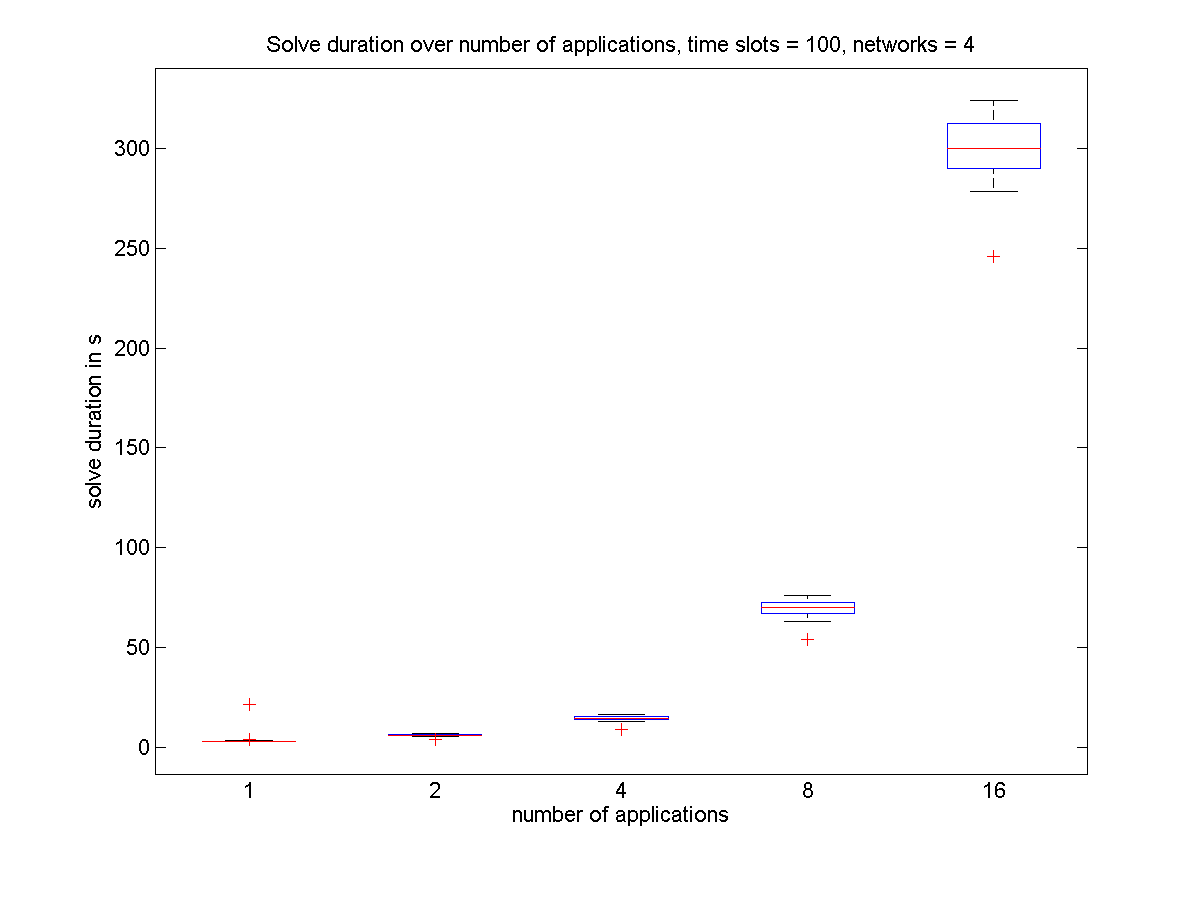 Solve duration over number of applications, time slots = 100, networks = 4
300
250
200
150
100
50
0
solve duration in s
1 2 4 8 16
number of applications